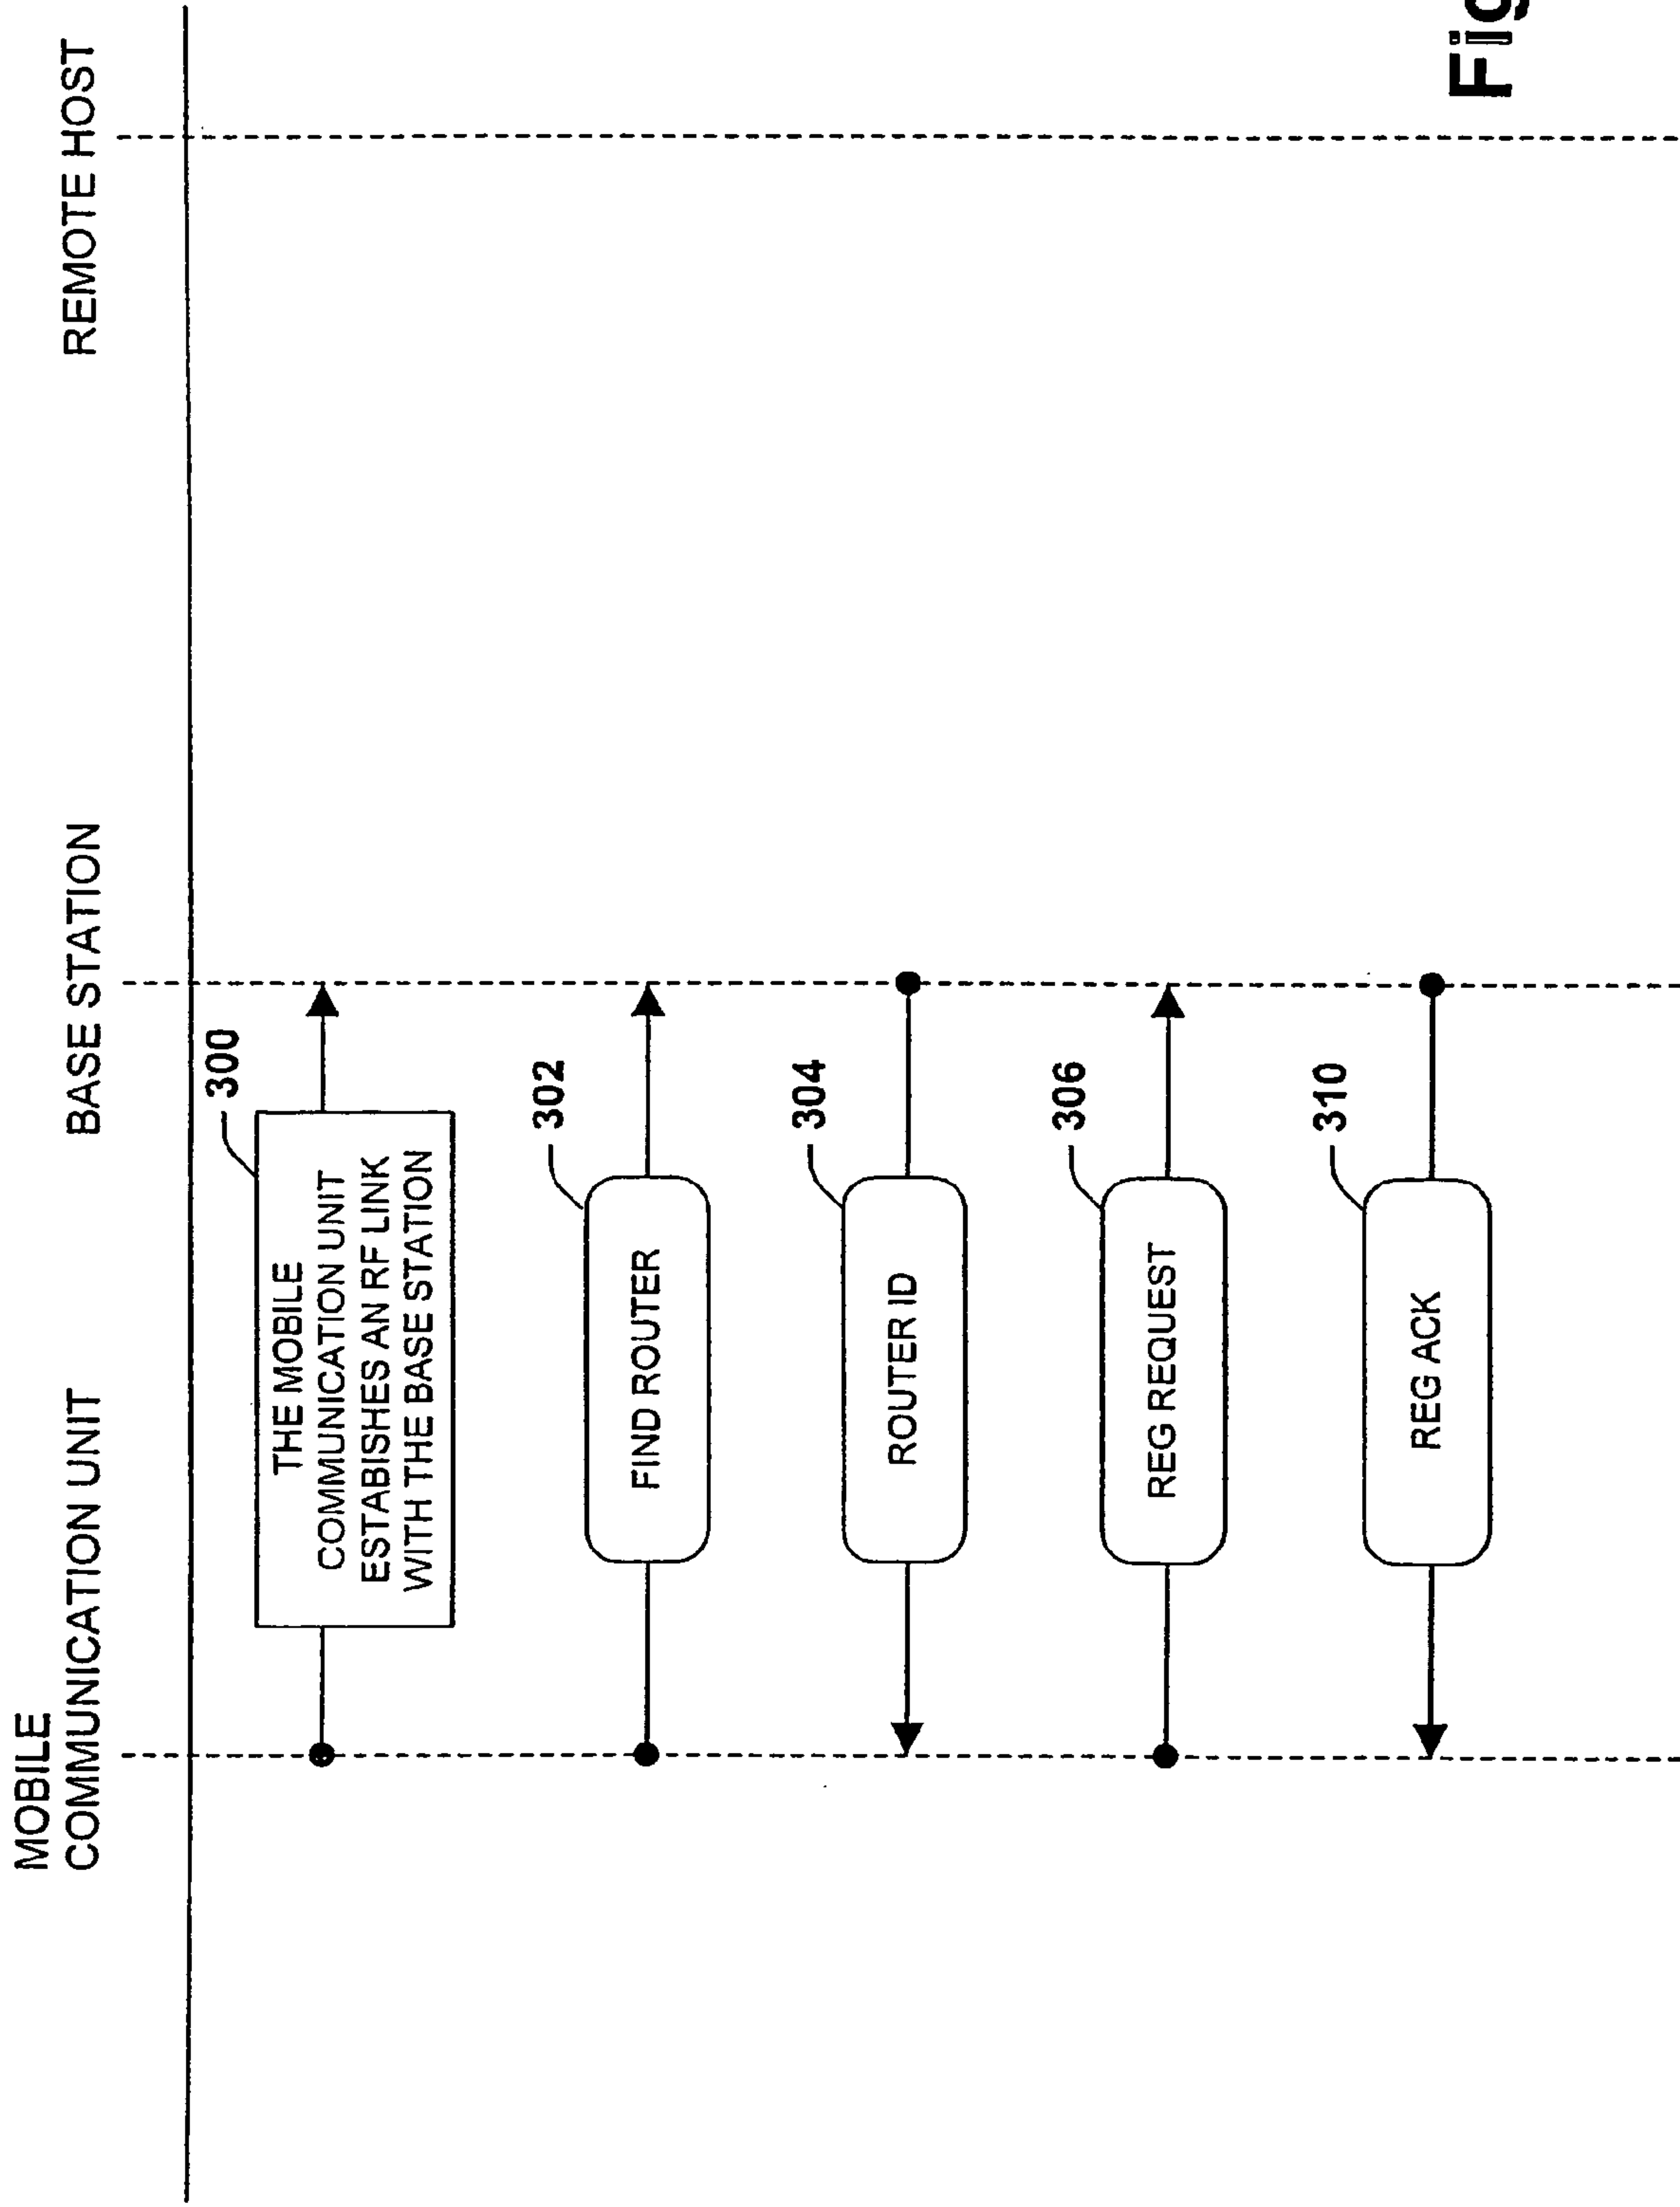 MOBILE
COMMUNICATION UNIT
BASE STATION
REMOTE HOST
300
THE MOBILE
COMMUNICATION UNIT
ESTABISHES AN RF LINK
WITH THE BASE STATION
302
FIND ROUTER
304
ROUTER ID
306
REG REQUEST
310
REG ACK
Fig